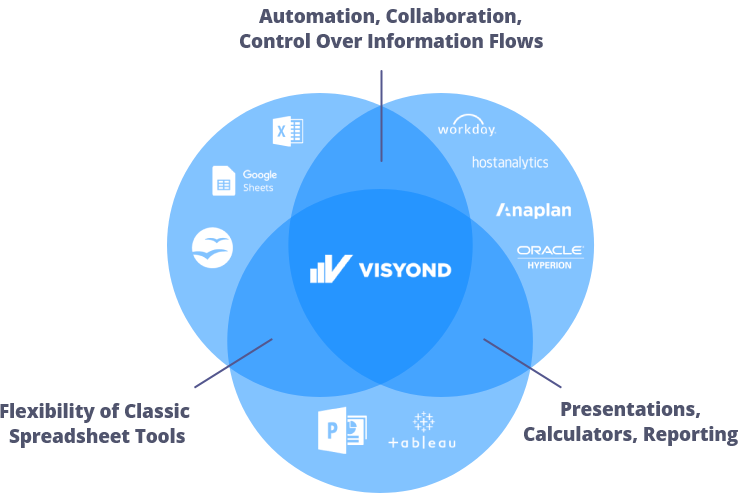 Automation, Collaboration,
Control Over Information Flows
X
workday.
Google
Sheets
hostanalytics
Anaplan
ORACLE
HYPERION
VISYOND
Flexibility of Classic
Spreadsheet Tools
Presentations,
Calculators, Reporting
P
+ableau